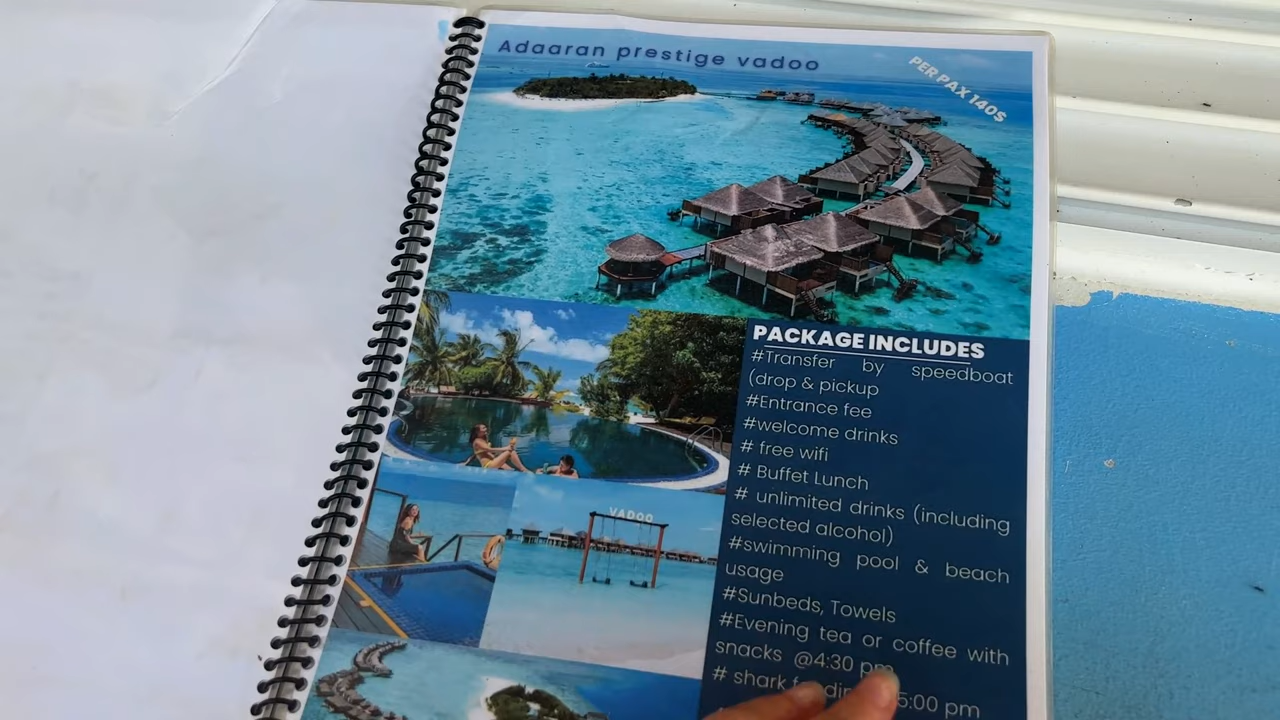 Adaaran prestige vadoo
PER PAX 140$
PACKAGE INCLUDES
#Transfer by speedboat
(drop & pickup
#Entrance fee
#welcome drinks
# free wifi
# Buffet Lunch
# unlimited drinks (including
selected alcohol)
#swimming pool & beach
usage
#Sunbeds, Towels
#Evening tea or coffee with
snacks @4:30 pm
# shark 5:00 pm
VADOO